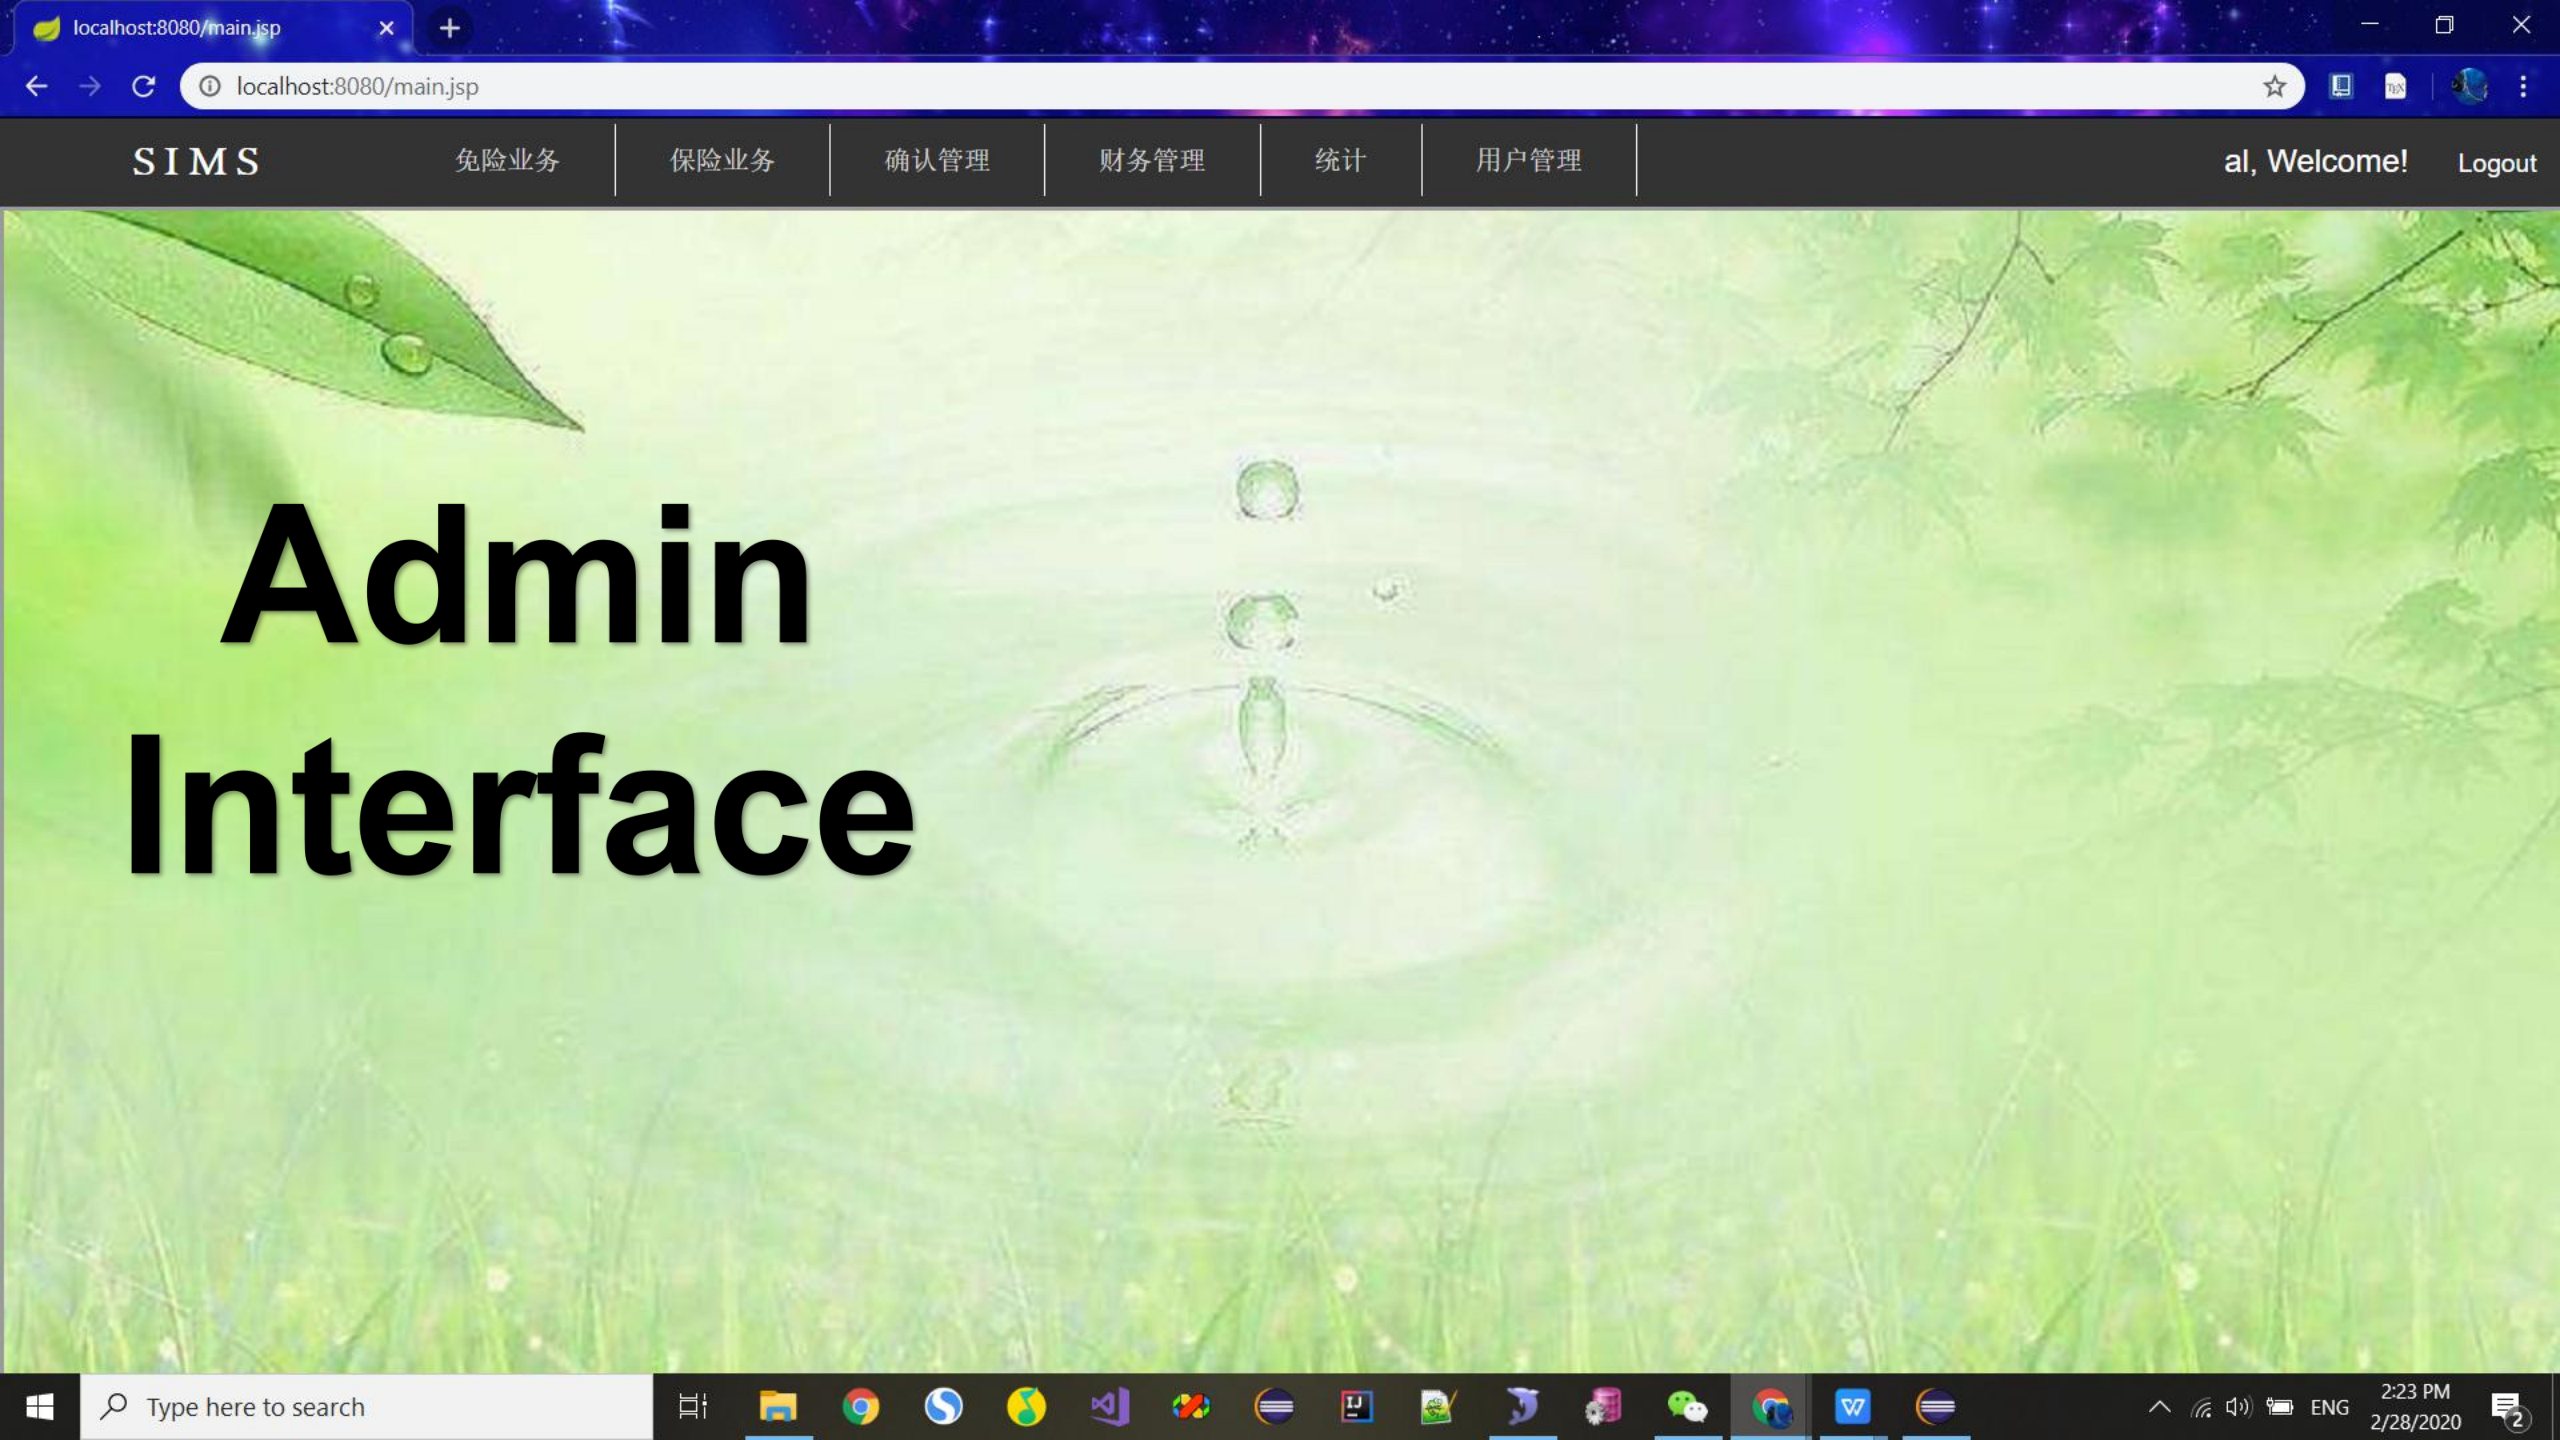 localhost:8080/main.jsp
localhost:8080/main.jsp
SIMS 免险业务 保险业务 确认管理 财务管理 统计 用户管理 al, Welcome! Logout
Admin
Interface
Type here to search
ENG
2:23 PM
2/28/2020
2